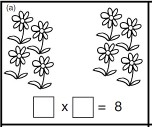 (a)
□ x □ = 8